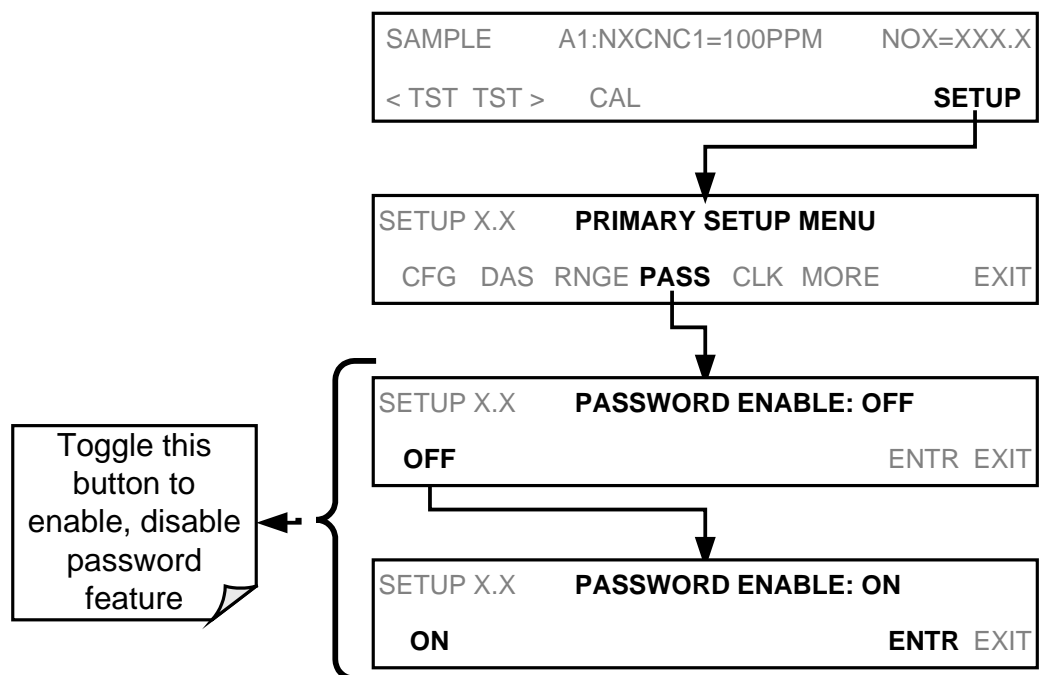 SAMPLE A1:NXCNC1=100PPM NOX=XXX.X
< TST TST > CAL SETUP
SETUP X.X PRIMARY SETUP MENU
CFG DAS RNGE PASS CLK MORE EXIT
SETUP X.X PASSWORD ENABLE: OFF
OFF ENTR EXIT
Toggle this
button to
enable, disable
password
feature
SETUP X.X PASSWORD ENABLE: ON
ON ENTR EXIT